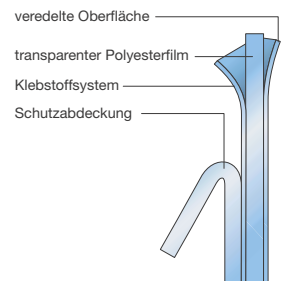 veredelte Oberfläche
transparenter Polyesterfilm
Klebstoffsystem
Schutzabdeckung